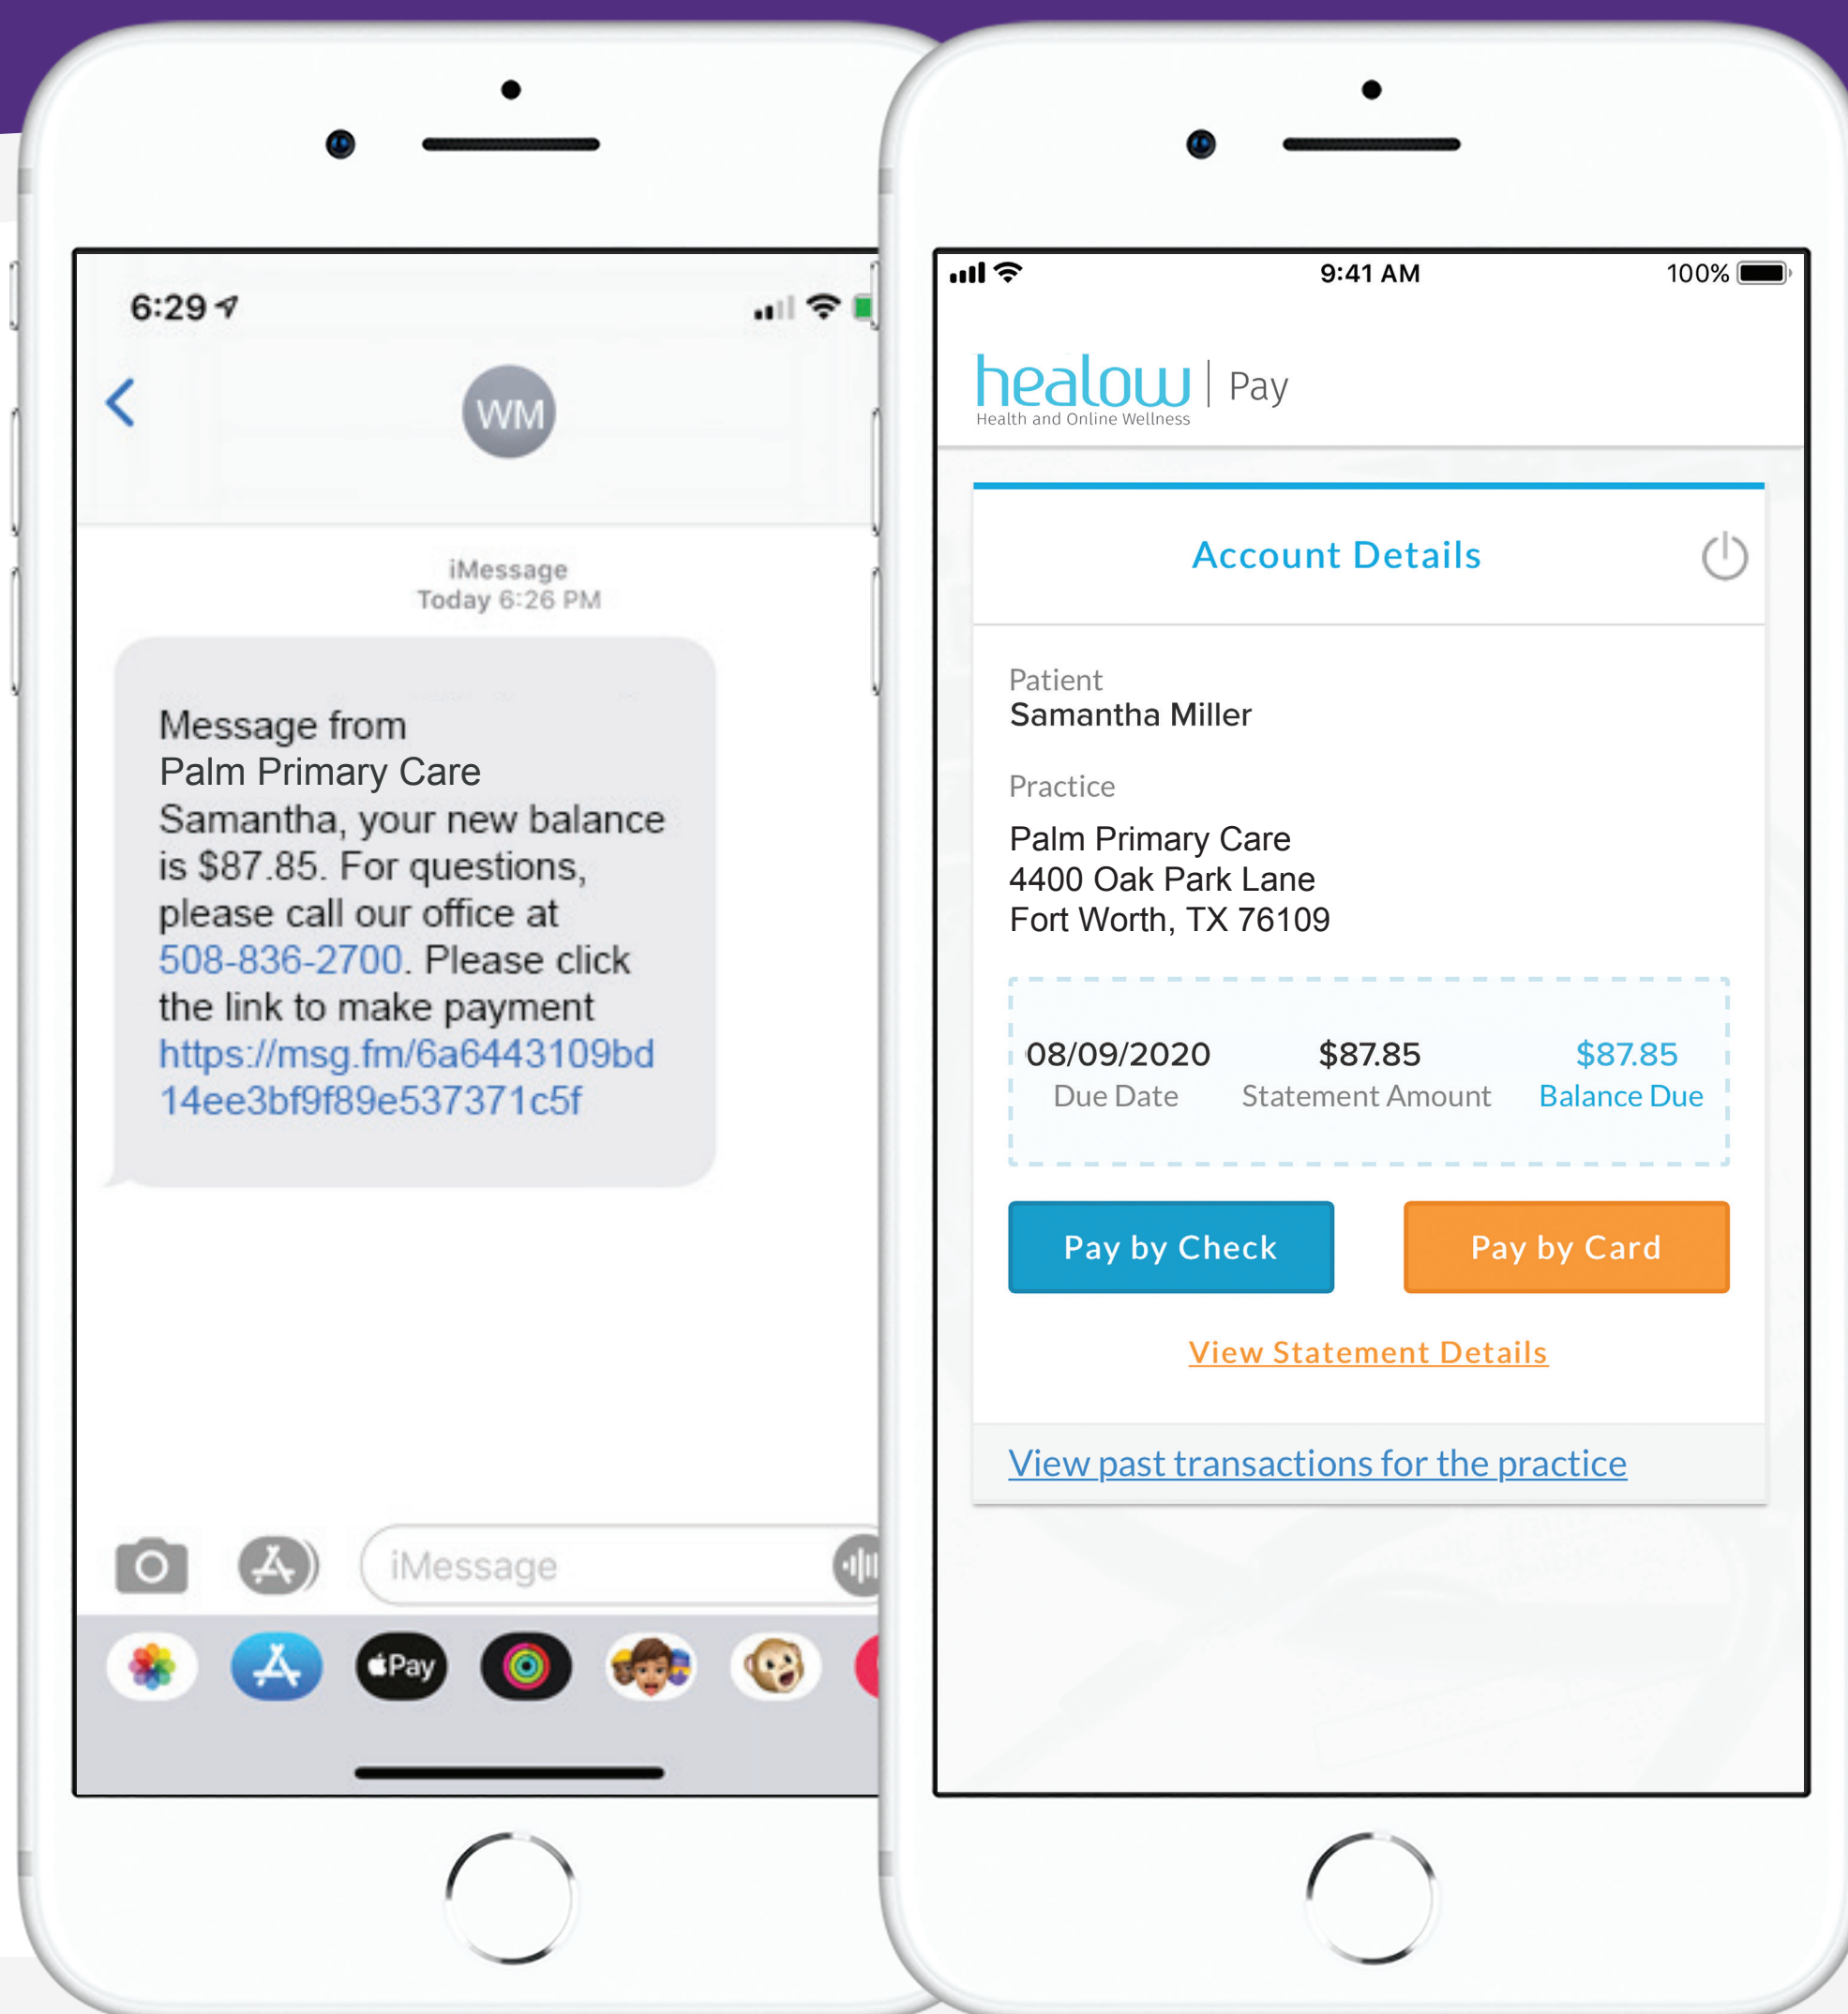 6:29
WM
iMessage
Today 6:26 PM
Message from
Palm Primary Care
Samantha, your new balance
is $87.85. For questions,
please call our office at
508-836-2700. Please click
the link to make payment
https://msg.fm/6a6443109bd
14ee3bf9f89e537371c5f
iMessage
Pay
9:41 AM
100%
healow | Pay
Health and Online Wellness
Account Details
Patient
Samantha Miller
Practice
Palm Primary Care
4400 Oak Park Lane
Fort Worth, TX 76109
08/09/2020 $87.85 $87.85
Due Date Statement Amount Balance Due
Pay by Check Pay by Card
View Statement Details
View past transactions for the practice